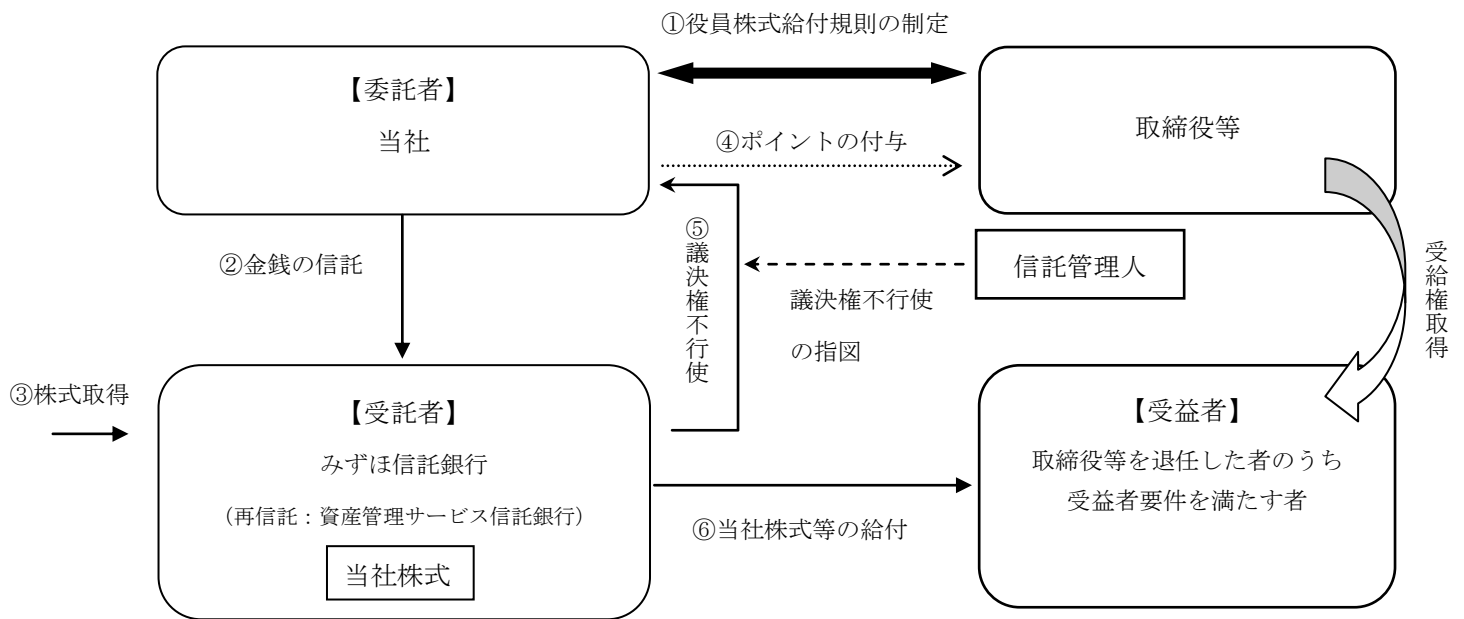 ①役員株式給付規則の制定
【委託者】
当社
取締役等
④ポイントの付与
②金銭の信託
⑤議決権不行使
信託管理人
議決権不行使
の指図
受給権取得
③株式取得
【受託者】
みずほ信託銀行
（再信託：資産管理サービス信託銀行）
当社株式
⑥当社株式等の給付
【受益者】
取締役等を退任した者のうち
受益者要件を満たす者